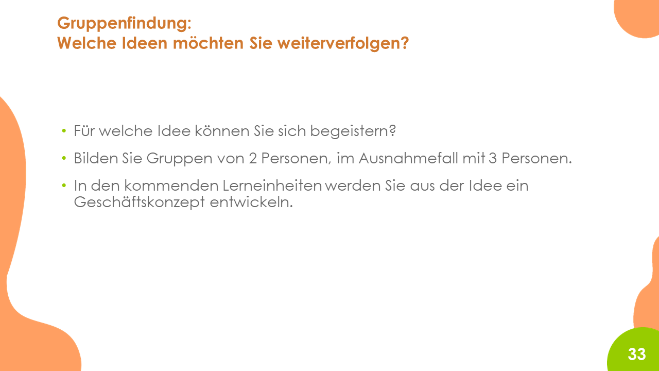 Gruppenfindung:
Welche Ideen möchten Sie weiterverfolgen?
• Für welche Idee können Sie sich begeistern?
• Bilden Sie Gruppen von 2 Personen, im Ausnahmefall mit 3 Personen.
• In den kommenden Lerneinheiten werden Sie aus der Idee ein
Geschäftskonzept entwickeln.
33